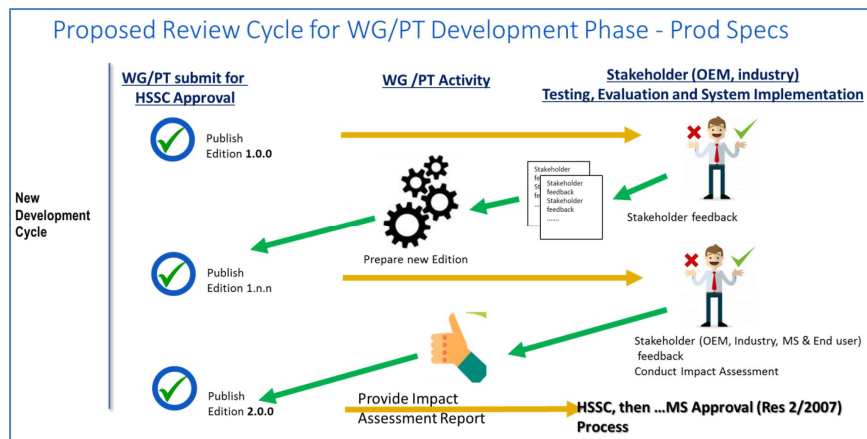 Proposed Review Cycle for WG/PT Development Phase - Prod Specs
WG/PT submit for
HSSC Approval
WG /PT Activity
Stakeholder (OEM, industry)
Testing, Evaluation and System Implementation
Publish
Edition 1.0.0
New
Development
Cycle
Stakeholder
Stakeholder
feedback
Stakeholder
feedback
.......
Stakeholder feedback
Prepare new Edition
Publish
Edition 1.n.n
Stakeholder (OEM, Industry, MS & End user)
feedback
Conduct Impact Assessment
Publish
Edition 2.0.0
Provide Impact
Assessment Report
HSSC, then ...MS Approval (Res 2/2007)
Process